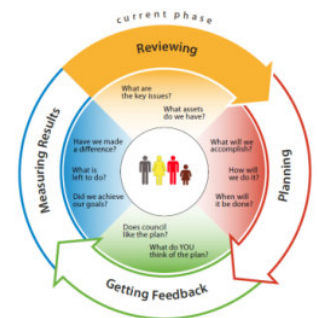 current phase
Reviewing
What are
the key issues?
What assets
do we have?
Planning
What will we
accomplish?
How will
we do it?
When will
it be done?
Getting Feedback
Does council
like the plan?
What do YOU
think of the plan?
Measuring Results
Have we made
a difference?
What is
left to do?
Did we achieve
our goals?